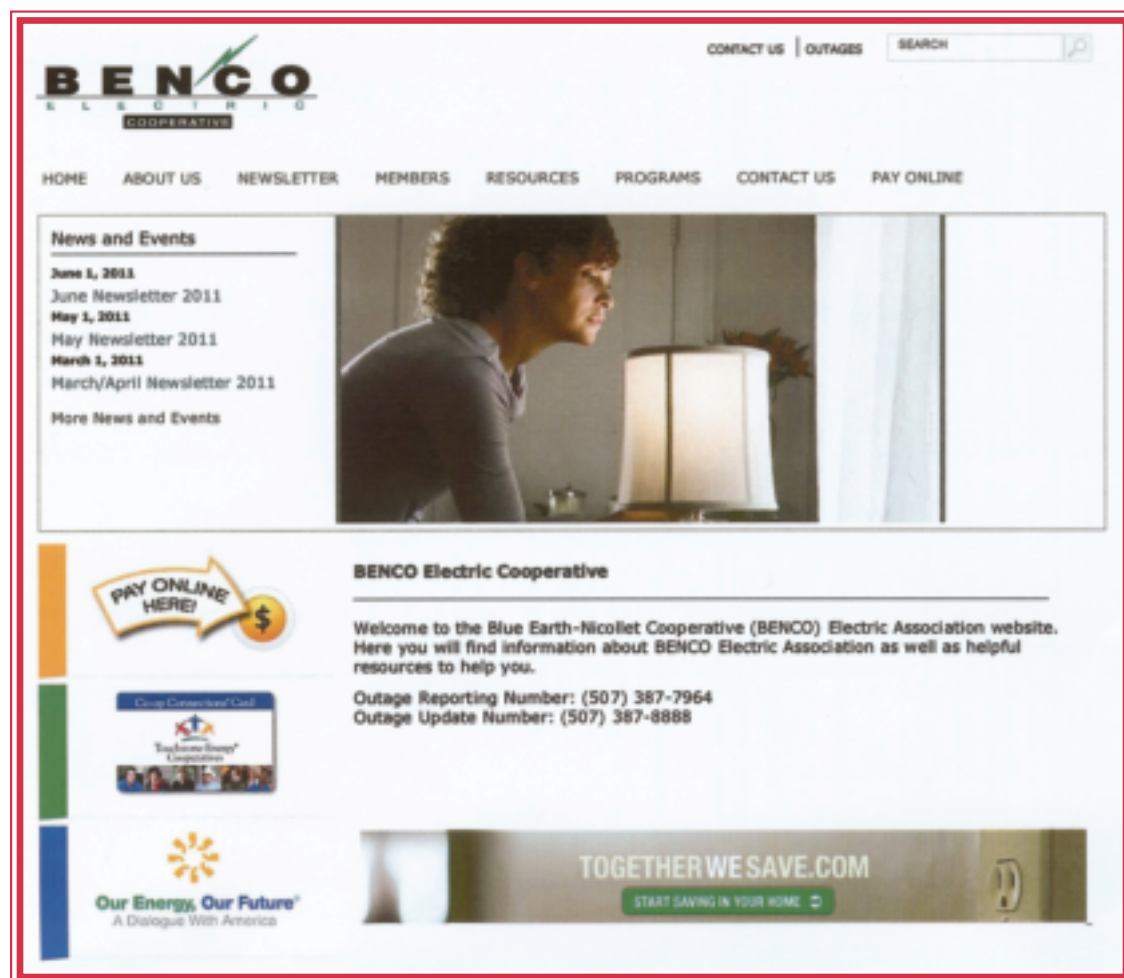 CONTACT US | OUTAGES
SEARCH
BENCO
ELECTRIC
COOPERATIVE
HOME ABOUT US NEWSLETTER MEMBERS RESOURCES PROGRAMS CONTACT US PAY ONLINE
News and Events
June 1, 2011
June Newsletter 2011
May 1, 2011
May Newsletter 2011
March 1, 2011
March/April Newsletter 2011
More News and Events
PAY ONLINE
HERE!
$
Co-op Connections® Card
Touchstone Energy®
Cooperatives
Our Energy, Our Future®
A Dialogue With America
BENCO Electric Cooperative
Welcome to the Blue Earth-Nicollet Cooperative (BENCO) Electric Association website.
Here you will find information about BENCO Electric Association as well as helpful
resources to help you.
Outage Reporting Number: (507) 387-7964
Outage Update Number: (507) 387-8888
TOGETHERWESAVE.COM
START SAVING IN YOUR HOME